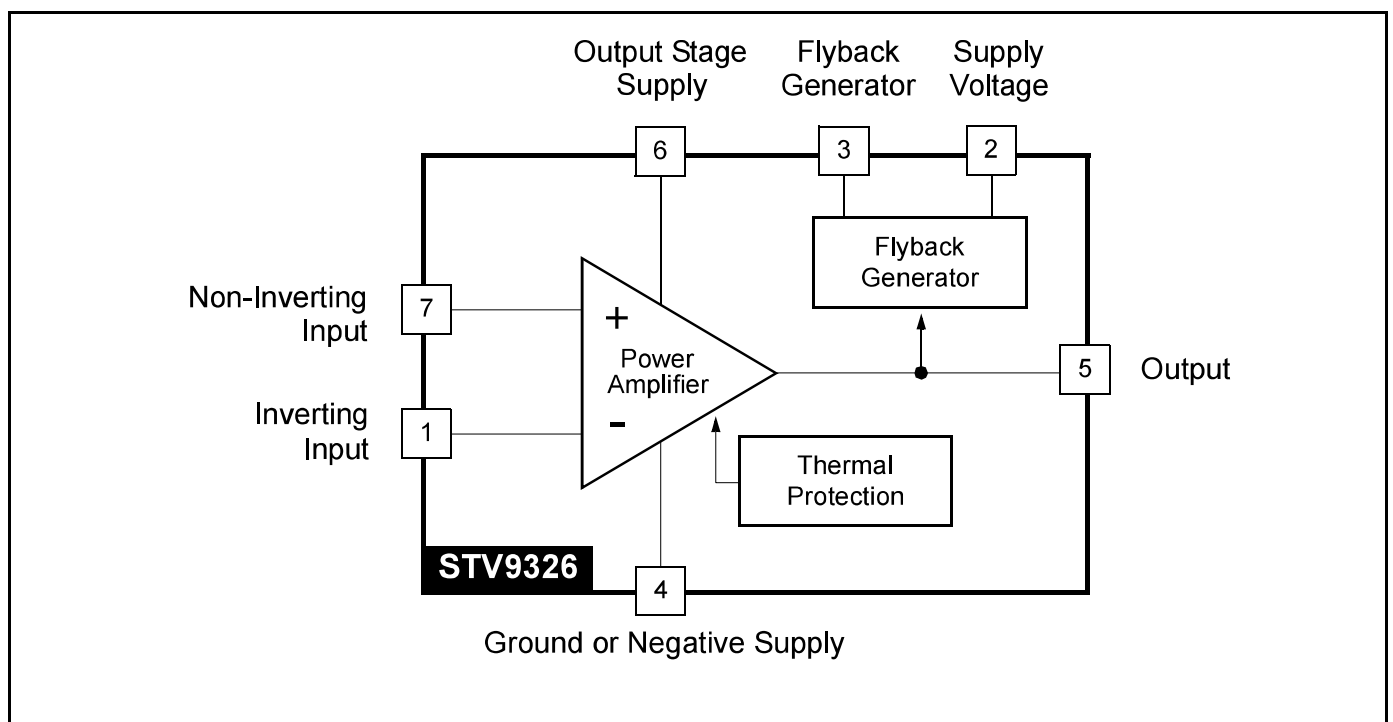 Output Stage
Supply
Flyback
Generator
Supply
Voltage
6
3
2
Flyback
Generator
Non-Inverting
Input
7
+
Power
Amplifier
-
5
Output
Inverting
Input
1
Thermal
Protection
STV9326
4
Ground or Negative Supply